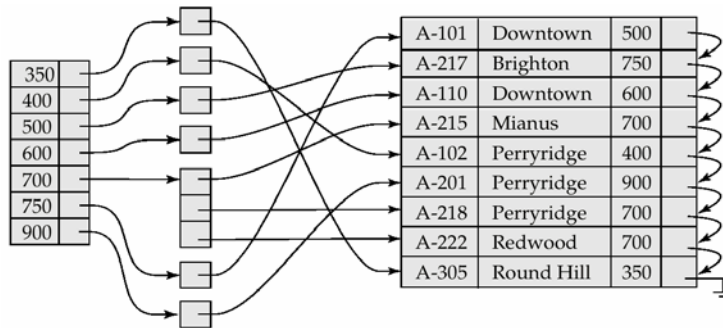 350
400
500
600
700
750
900
A-101 Downtown 500
A-217 Brighton 750
A-110 Downtown 600
A-215 Mianus 700
A-102 Perryridge 400
A-201 Perryridge 900
A-218 Perryridge 700
A-222 Redwood 700
A-305 Round Hill 350